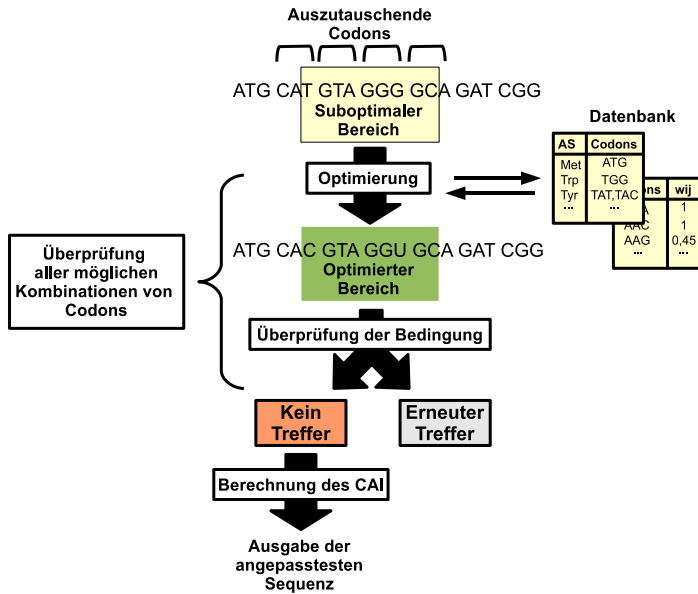 Auszutauschende
Codons
ATG CAT GTA GGG GCA GAT CGG
Suboptimaler
Bereich
Datenbank
AS Codons
Met ATG
Trp TGG
Tyr TAT,TAC
... ...
ons wij
A 1
AAC 1
AAG 0,45
... ...
Optimierung
ATG CAC GTA GGU GCA GAT CGG
Optimierter
Bereich
Überprüfung
aller möglichen
Kombinationen von
Codons
Überprüfung der Bedingung
Kein
Treffer
Erneuter
Treffer
Berechnung des CAI
Ausgabe der
angepasstesten
Sequenz